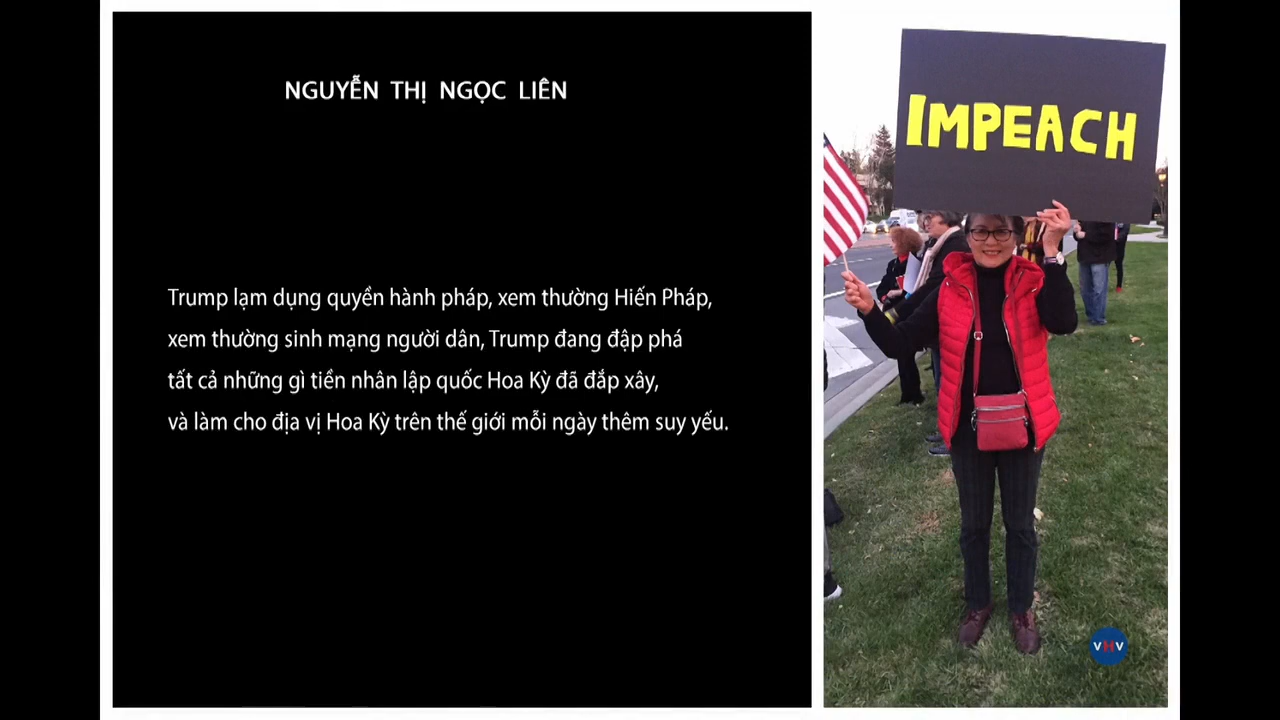 NGUYỄN THỊ NGỌC LIÊN
Trump lạm dụng quyền hành pháp, xem thường Hiến Pháp,
xem thường sinh mạng người dân, Trump đang đập phá
tất cả những gì tiền nhân lập quốc Hoa Kỳ đã đắp xây,
và làm cho địa vị Hoa Kỳ trên thế giới mỗi ngày thêm suy yếu.
IMPEACH
VHV